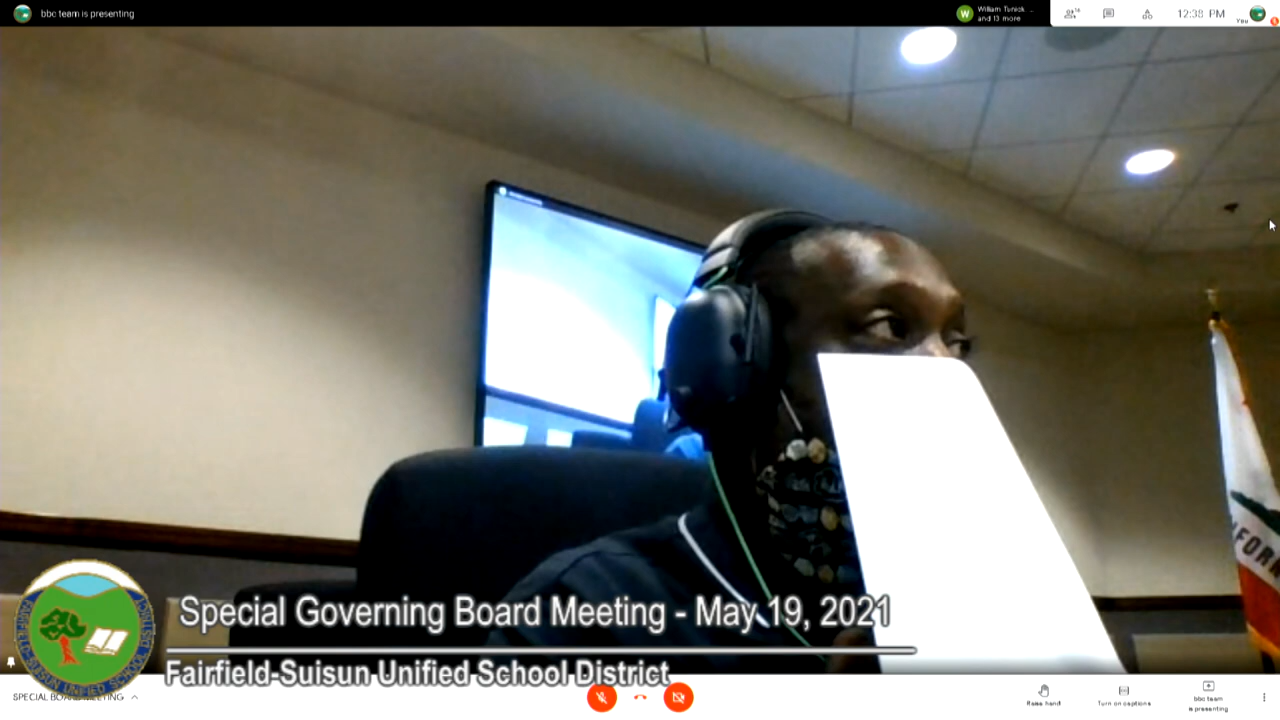 bbc team is presenting
William Tunick ...
and 13 more
14
12:38 PM
You
Special Governing Board Meeting - May 19, 2021
Fairfield-Suisun Unified School District
SPECIAL BOARD MEETING
Raise hand
Turn on captions
bbc team
is presenting